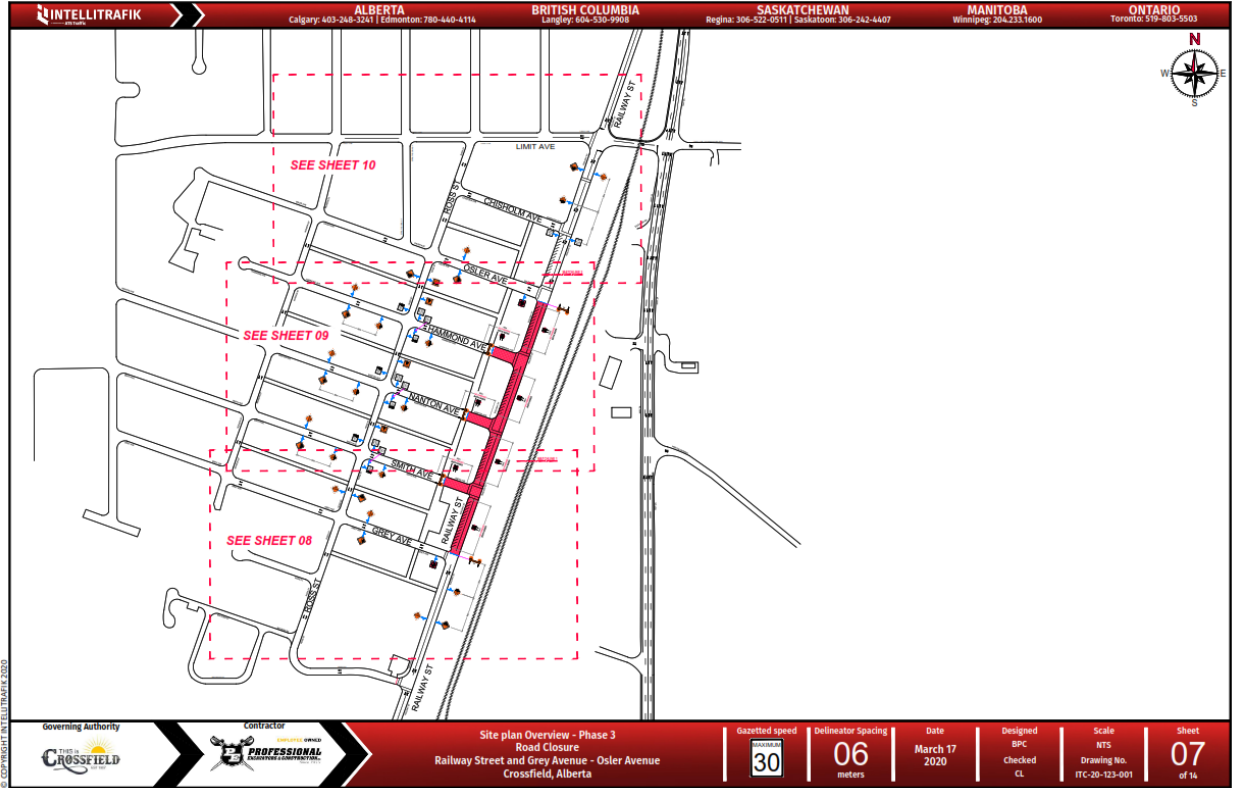 INTELLITRAFIK
ALBERTA
Calgary: 403-248-3241 | Edmonton: 780-440-4114
BRITISH COLUMBIA
Langley: 604-530-9908
SASKATCHEWAN
Regina: 306-522-0511 | Saskatoon: 306-242-4407
MANITOBA
Winnipeg: 204.233.1600
ONTARIO
Toronto: 519-803-5503
N
W
E
S
RAILWAY ST
LIMIT AVE
SEE SHEET 10
ROSS ST
CHISHOLM AVE
OSLER AVE
SEE SHEET 09
HAMMOND AVE
NANTON AVE
SMITH AVE
RAILWAY ST
SEE SHEET 08
GREY AVE
ROSS ST
RAILWAY ST
© COPYRIGHT INTELLITRAFIK 2020
Governing Authority
THIS is
CROSSFIELD
Contractor
EMPLOYEE OWNED
PROFESSIONAL
EXCAVATORS & CONSTRUCTION
Site plan Overview - Phase 3
Road Closure
Railway Street and Grey Avenue - Osler Avenue
Crossfield, Alberta
Gazetted speed
MAXIMUM
30
Delineator Spacing
06
meters
Date
March 17
2020
Designed
BPC
Checked
CL
Scale
NTS
Drawing No.
ITC-20-123-001
Sheet
07
of 14